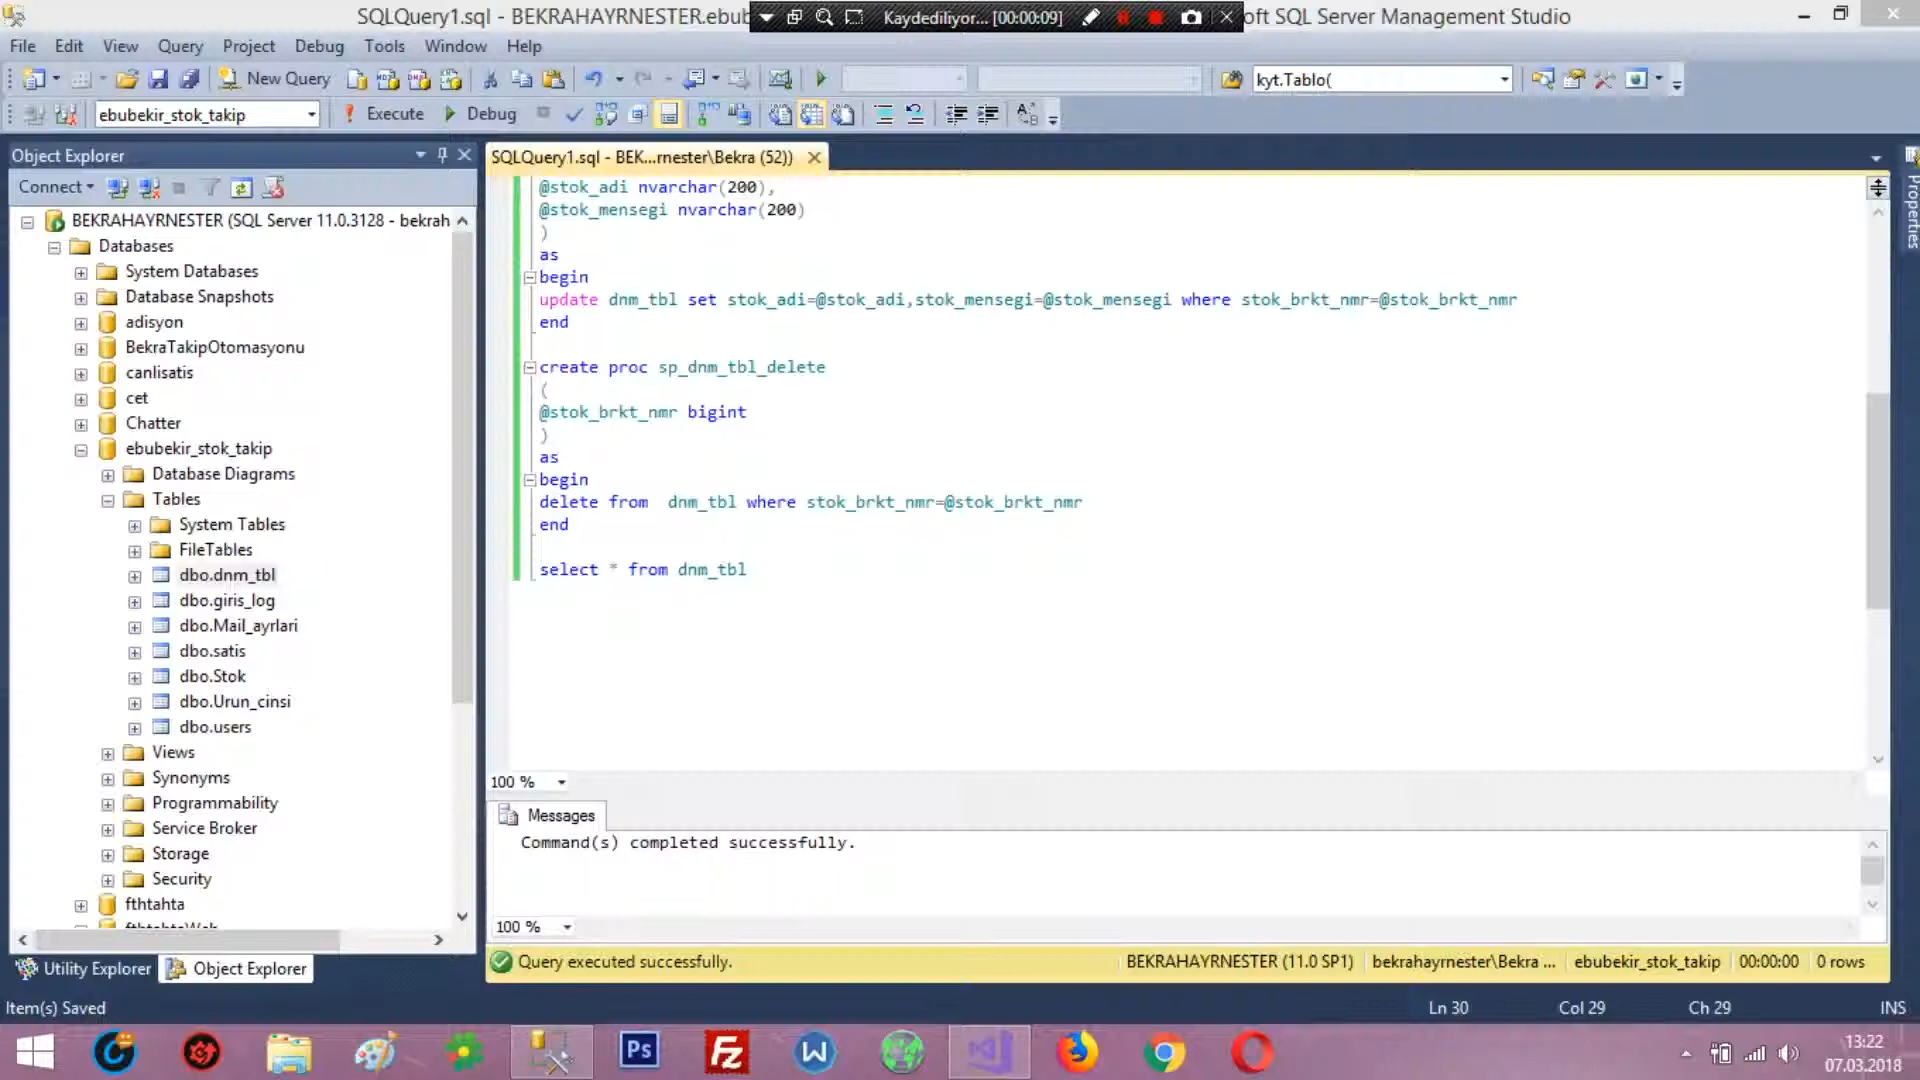 SQLQuery1.sql - BEKRAHAYRNESTER.ebub
Kaydediliyor... [00:00:09]
oft SQL Server Management Studio
File Edit View Query Project Debug Tools Window Help
New Query
kyt.Tablo(
ebubekir_stok_takip
Execute
Debug
Object Explorer
SQLQuery1.sql - BEK...rnester\Bekra (52))
Connect
Properties
BEKRAHAYRNESTER (SQL Server 11.0.3128 - bekrah
Databases
System Databases
Database Snapshots
adisyon
BekraTakipOtomasyonu
canlisatis
cet
Chatter
ebubekir_stok_takip
Database Diagrams
Tables
System Tables
FileTables
dbo.dnm_tbl
dbo.giris_log
dbo.Mail_ayrlari
dbo.satis
dbo.Stok
dbo.Urun_cinsi
dbo.users
Views
Synonyms
Programmability
Service Broker
Storage
Security
fthtahta
Utility Explorer
Object Explorer
@stok_adi nvarchar(200),
@stok_mensegi nvarchar(200)
)
as
begin
update dnm_tbl set stok_adi=@stok_adi,stok_mensegi=@stok_mensegi where stok_brkt_nmr=@stok_brkt_nmr
end
create proc sp_dnm_tbl_delete
(
@stok_brkt_nmr bigint
)
as
begin
delete from  dnm_tbl where stok_brkt_nmr=@stok_brkt_nmr
end
select * from dnm_tbl
100 %
Messages
Command(s) completed successfully.
100 %
Query executed successfully.
BEKRAHAYRNESTER (11.0 SP1)
bekrahayrnester\Bekra ...
ebubekir_stok_takip
00:00:00
0 rows
Item(s) Saved
Ln 30
Col 29
Ch 29
INS
Ps
Fz
W
13:22
07.03.2018